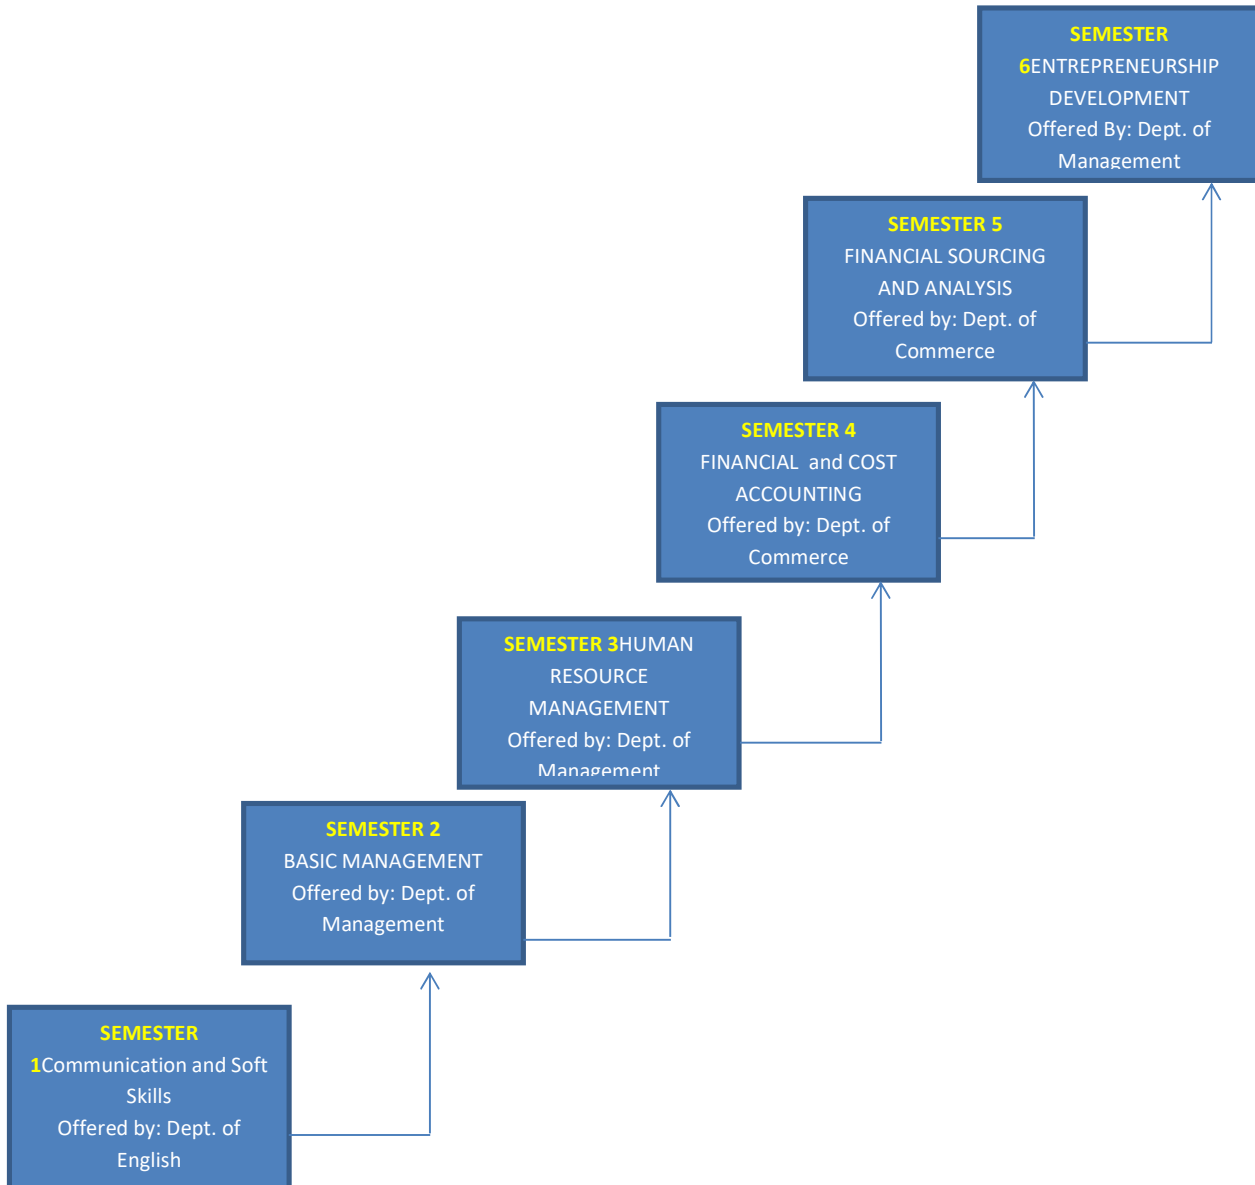 SEMESTER
6ENTREPRENEURSHIP
DEVELOPMENT
Offered By: Dept. of
Management
SEMESTER 5
FINANCIAL SOURCING
AND ANALYSIS
Offered by: Dept. of
Commerce
SEMESTER 4
FINANCIAL  and COST
ACCOUNTING
Offered by: Dept. of
Commerce
SEMESTER 3HUMAN
RESOURCE
MANAGEMENT
Offered by: Dept. of
Management
SEMESTER 2
BASIC MANAGEMENT
Offered by: Dept. of
Management
SEMESTER
1Communication and Soft
Skills
Offered by: Dept. of
English